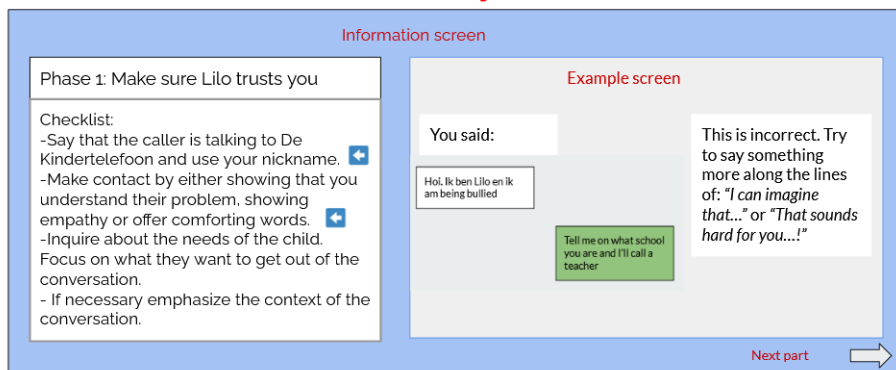 Information screen
Phase 1: Make sure Lilo trusts you
Checklist:
-Say that the caller is talking to De
Kindertelefoon and use your nickname.
-Make contact by either showing that you
understand their problem, showing
empathy or offer comforting words.
-Inquire about the needs of the child.
Focus on what they want to get out of the
conversation.
- If necessary emphasize the context of the
conversation.
Example screen
You said:
Hoi. Ik ben Lilo en ik
am being bullied
Tell me on what school
you are and I'll call a
teacher
This is incorrect. Try
to say something
more along the lines
of: “I can imagine
that...” or “That sounds
hard for you...!”
Next part